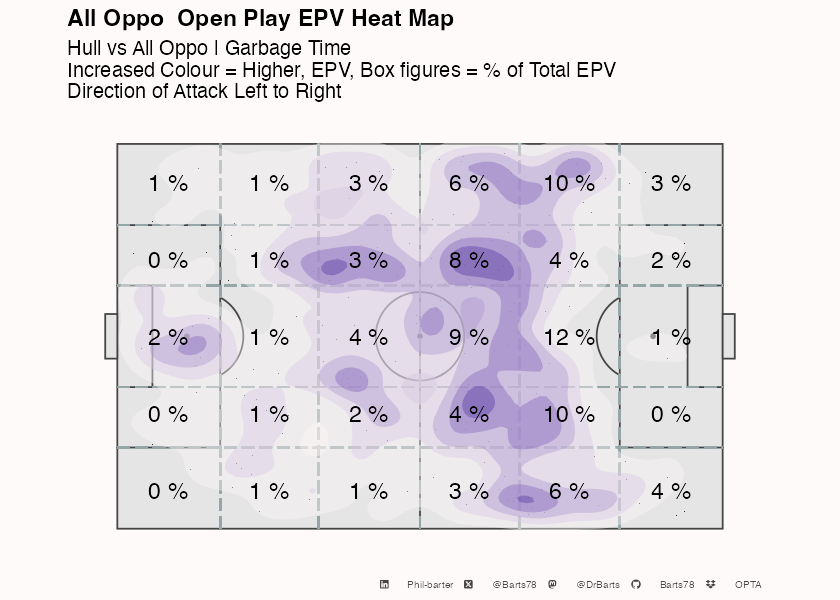 All Oppo  Open Play EPV Heat Map
Hull vs All Oppo | Garbage Time
Increased Colour = Higher, EPV, Box figures = % of Total EPV
Direction of Attack Left to Right
1 % 1 % 3 % 6 % 10 % 3 %
0 % 1 % 3 % 8 % 4 % 2 %
2 % 1 % 4 % 9 % 12 % 1 %
0 % 1 % 2 % 4 % 10 % 0 %
0 % 1 % 1 % 3 % 6 % 4 %
Phil-barter @Barts78 @DrBarts Barts78 OPTA